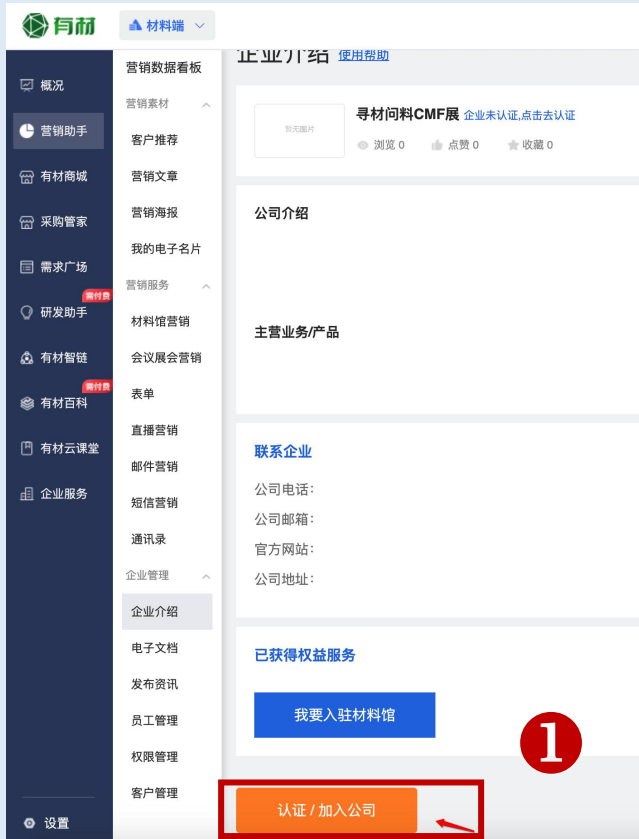 有材
材料端
概况
营销助手
有材商城
采购管家
需求广场
需付费
研发助手
有材智链
需付费
有材百科
有材云课堂
企业服务
设置
营销数据看板
营销素材
客户推荐
营销文章
营销海报
我的电子名片
营销服务
材料馆营销
会议展会营销
表单
直播营销
邮件营销
短信营销
通讯录
企业管理
企业介绍
电子文档
发布资讯
员工管理
权限管理
客户管理
企业介绍 使用帮助
暂无图片
寻材问料CMF展 企业未认证,点击去认证
浏览 0 点赞 0 收藏 0
公司介绍
主营业务/产品
联系企业
公司电话：
公司邮箱：
官方网站：
公司地址：
已获得权益服务
我要入驻材料馆
1
认证 / 加入公司